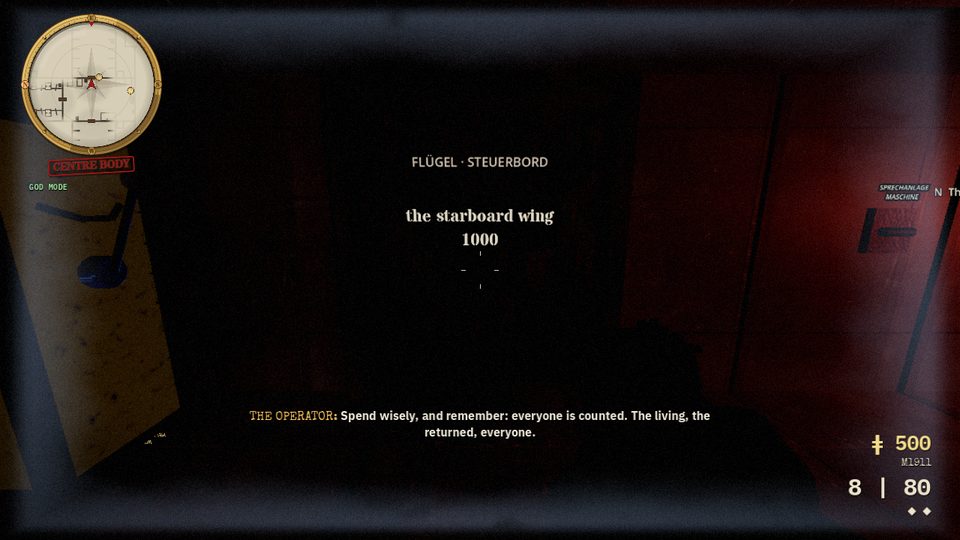 CENTRE BODY
GOD MODE
FLÜGEL · STEUERBORD
the starboard wing
1000
SPRECHANLAGE
MASCHINE
N Th
THE OPERATOR: Spend wisely, and remember: everyone is counted. The living, the
returned, everyone.
500
M1911
8 | 80